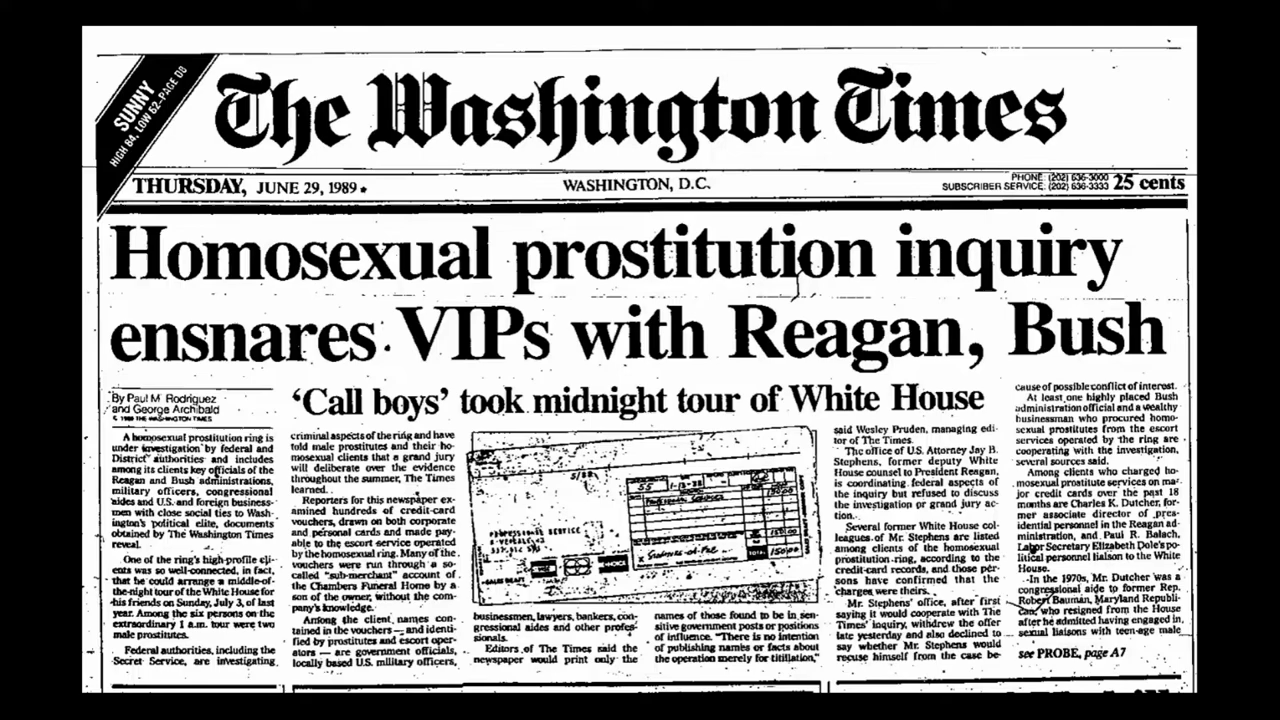 SUNNY
HIGH 84, LOW 62-PAGE D8
The Washington Times
THURSDAY, JUNE 29, 1989
WASHINGTON, D.C.
PHONE: (202) 636-3000
SUBSCRIBER SERVICE: (202) 636-3333
25 cents
Homosexual prostitution inquiry
ensnares VIPs with Reagan, Bush
'Call boys' took midnight tour of White House
By Paul M. Rodriguez
and George Archibald
© 1989 THE WASHINGTON TIMES
A homosexual prostitution ring is
under investigation by federal and
District authorities and includes
among its clients key officials of the
Reagan and Bush administrations,
military officers, congressional
aides and U.S. and foreign business-
men with close social ties to Wash-
ington's political elite, documents
obtained by The Washington Times
reveal.
One of the ring's high-profile cli-
ents was so well-connected, in fact,
that he could arrange a middle-of-
the-night tour of the White House for
his friends on Sunday, July 3, of last
year. Among the six persons on the
extraordinary 1 a.m. tour were two
male prostitutes.
Federal authorities, including the
Secret Service, are investigating
criminal aspects of the ring and have
told male prostitutes and their ho-
mosexual clients that a grand jury
will deliberate over the evidence
throughout the summer, The Times
learned.
Reporters for this newspaper ex-
amined hundreds of credit-card
vouchers, drawn on both corporate
and personal cards and made pay-
able to the escort service operated
by the homosexual ring. Many of the
vouchers were run through a so-
called "sub-merchant" account of
the Chambers Funeral Home by a
son of the owner, without the com-
pany's knowledge.
Among the client names con-
tained in the vouchers — and identi-
fied by prostitutes and escort oper-
ators — are government officials,
locally based U.S. military officers,
PROFESSIONAL SERVICE
SALES DRAFT
TOTAL
businessmen, lawyers, bankers, con-
gressional aides and other profes-
sionals.
Editors of The Times said the
newspaper would print only the
names of those found to be in sen-
sitive government posts or positions
of influence. "There is no intention
of publishing names or facts about
the operation merely for titillation,"
said Wesley Pruden, managing edi-
tor of The Times.
The office of U.S. Attorney Jay B.
Stephens, former deputy White
House counsel to President Reagan,
is coordinating federal aspects of
the inquiry but refused to discuss
the investigation or grand jury ac-
tion.
Several former White House col-
leagues of Mr. Stephens are listed
among clients of the homosexual
prostitution ring, according to the
credit-card records, and those per-
sons have confirmed that the
charges were theirs.
Mr. Stephens' office, after first
saying it would cooperate with The
Times' inquiry, withdrew the offer
late yesterday and also declined to
say whether Mr. Stephens would
recuse himself from the case be-
cause of possible conflict of interest.
At least one highly placed Bush
administration official and a wealthy
businessman who procured homo-
sexual prostitutes from the escort
services operated by the ring are
cooperating with the investigation,
several sources said.
Among clients who charged ho-
mosexual prostitute services on ma-
jor credit cards over the past 18
months are Charles K. Dutcher, for-
mer associate director of pres-
idential personnel in the Reagan ad-
ministration, and Paul R. Balach,
Labor Secretary Elizabeth Dole's po-
litical personnel liaison to the White
House.
In the 1970s, Mr. Dutcher was a
congressional aide to former Rep.
Robert Bauman, Maryland Republi-
can, who resigned from the House
after he admitted having engaged in
sexual liaisons with teen-age male
see PROBE, page A7